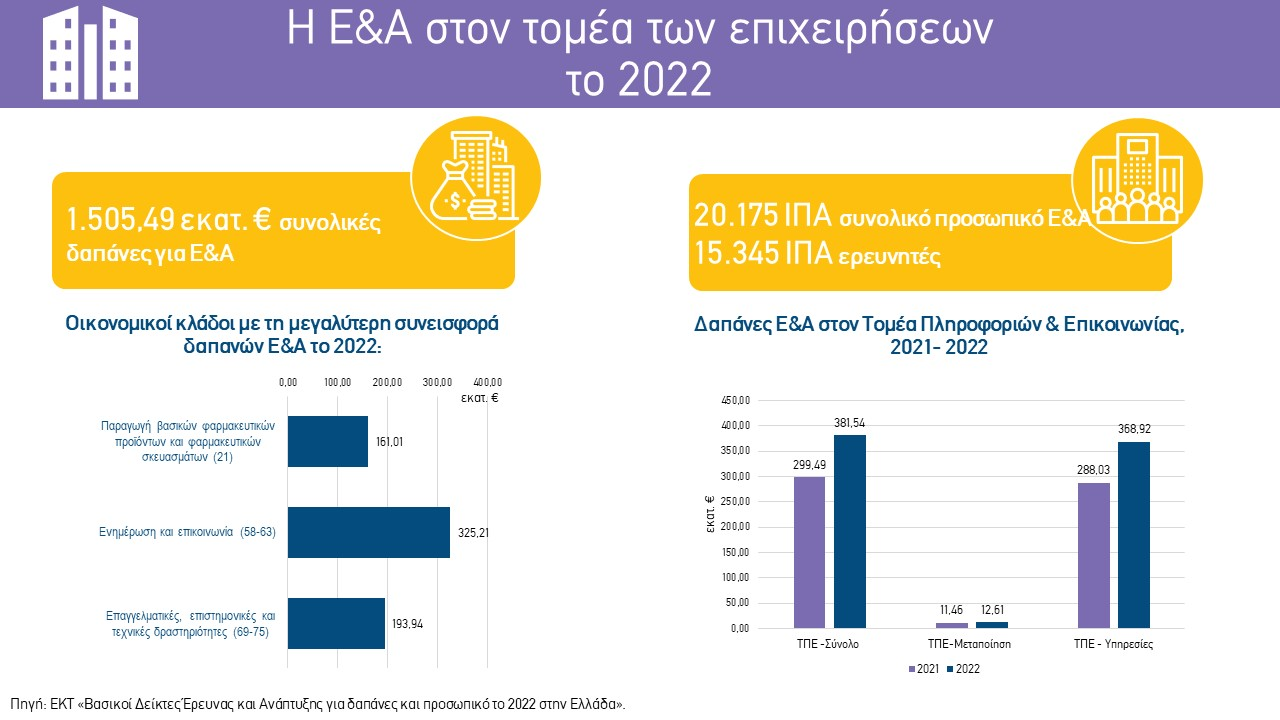 Η Ε&Α στον τομέα των επιχειρήσεων
το 2022
1.505,49 εκατ. € συνολικές
δαπάνες για Ε&Α
20.175 ΙΠΑ συνολικό προσωπικό Ε&Α
15.345 ΙΠΑ ερευνητές
Οικονομικοί κλάδοι με τη μεγαλύτερη συνεισφορά
δαπανών Ε&Α το 2022:
0,00 100,00 200,00 300,00 400,00
εκατ. €
Παραγωγή βασικών φαρμακευτικών
προϊόντων και φαρμακευτικών
σκευασμάτων (21)
161,01
Ενημέρωση και επικοινωνία (58-63)
325,21
Επαγγελματικές, επιστημονικές και
τεχνικές δραστηριότητες (69-75)
193,94
Δαπάνες Ε&Α στον Τομέα Πληροφοριών & Επικοινωνίας,
2021- 2022
450,00
400,00
350,00
300,00
250,00
200,00
150,00
100,00
50,00
0,00
εκατ. €
299,49
381,54
11,46
12,61
288,03
368,92
ΤΠΕ -Σύνολο
ΤΠΕ-Μεταποίηση
ΤΠΕ - Υπηρεσίες
2021 2022
Πηγή: ΕΚΤ «Βασικοί Δείκτες Έρευνας και Ανάπτυξης για δαπάνες και προσωπικό το 2022 στην Ελλάδα».